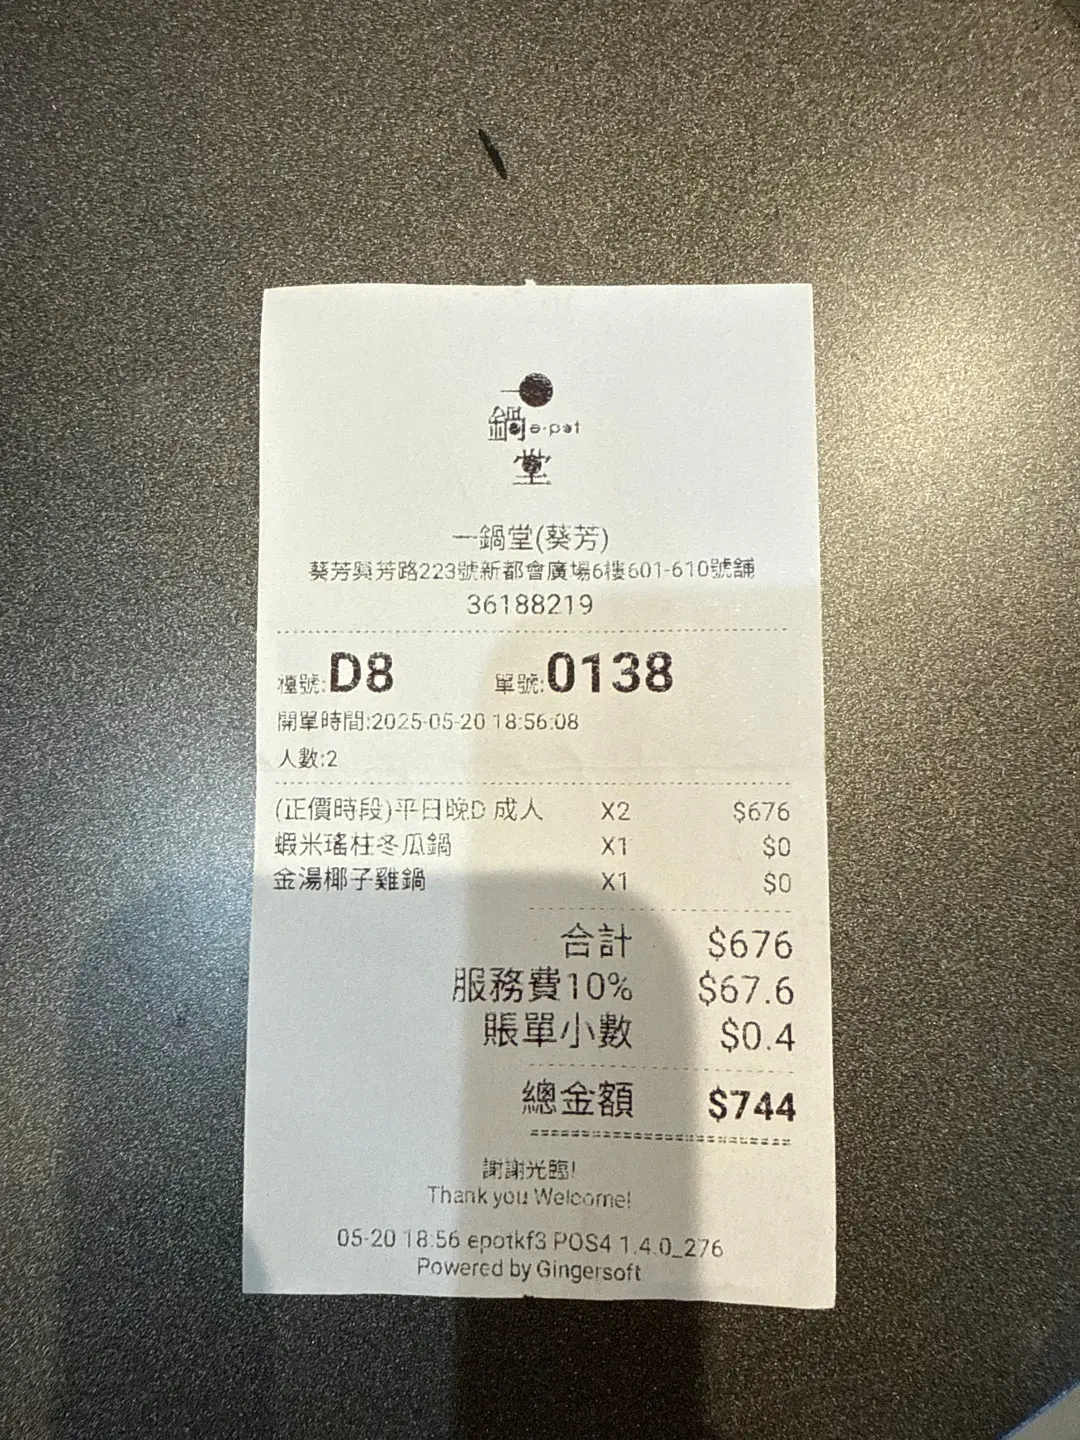 一
鍋 e·pot
堂
一鍋堂(葵芳)
葵芳興芳路223號新都會廣場6樓601-610號舖
36188219
檯號:D8 單號:0138
開單時間:2025-05-20 18:56:08
人數:2
(正價時段)平日晚D 成人 X2 $676
蝦米瑤柱冬瓜鍋 X1 $0
金湯椰子雞鍋 X1 $0
合計 $676
服務費10% $67.6
賬單小數 $0.4
總金額 $744
謝謝光臨!
Thank you Welcome!
05-20 18:56 epotkf3 POS4 1.4.0_276
Powered by Gingersoft